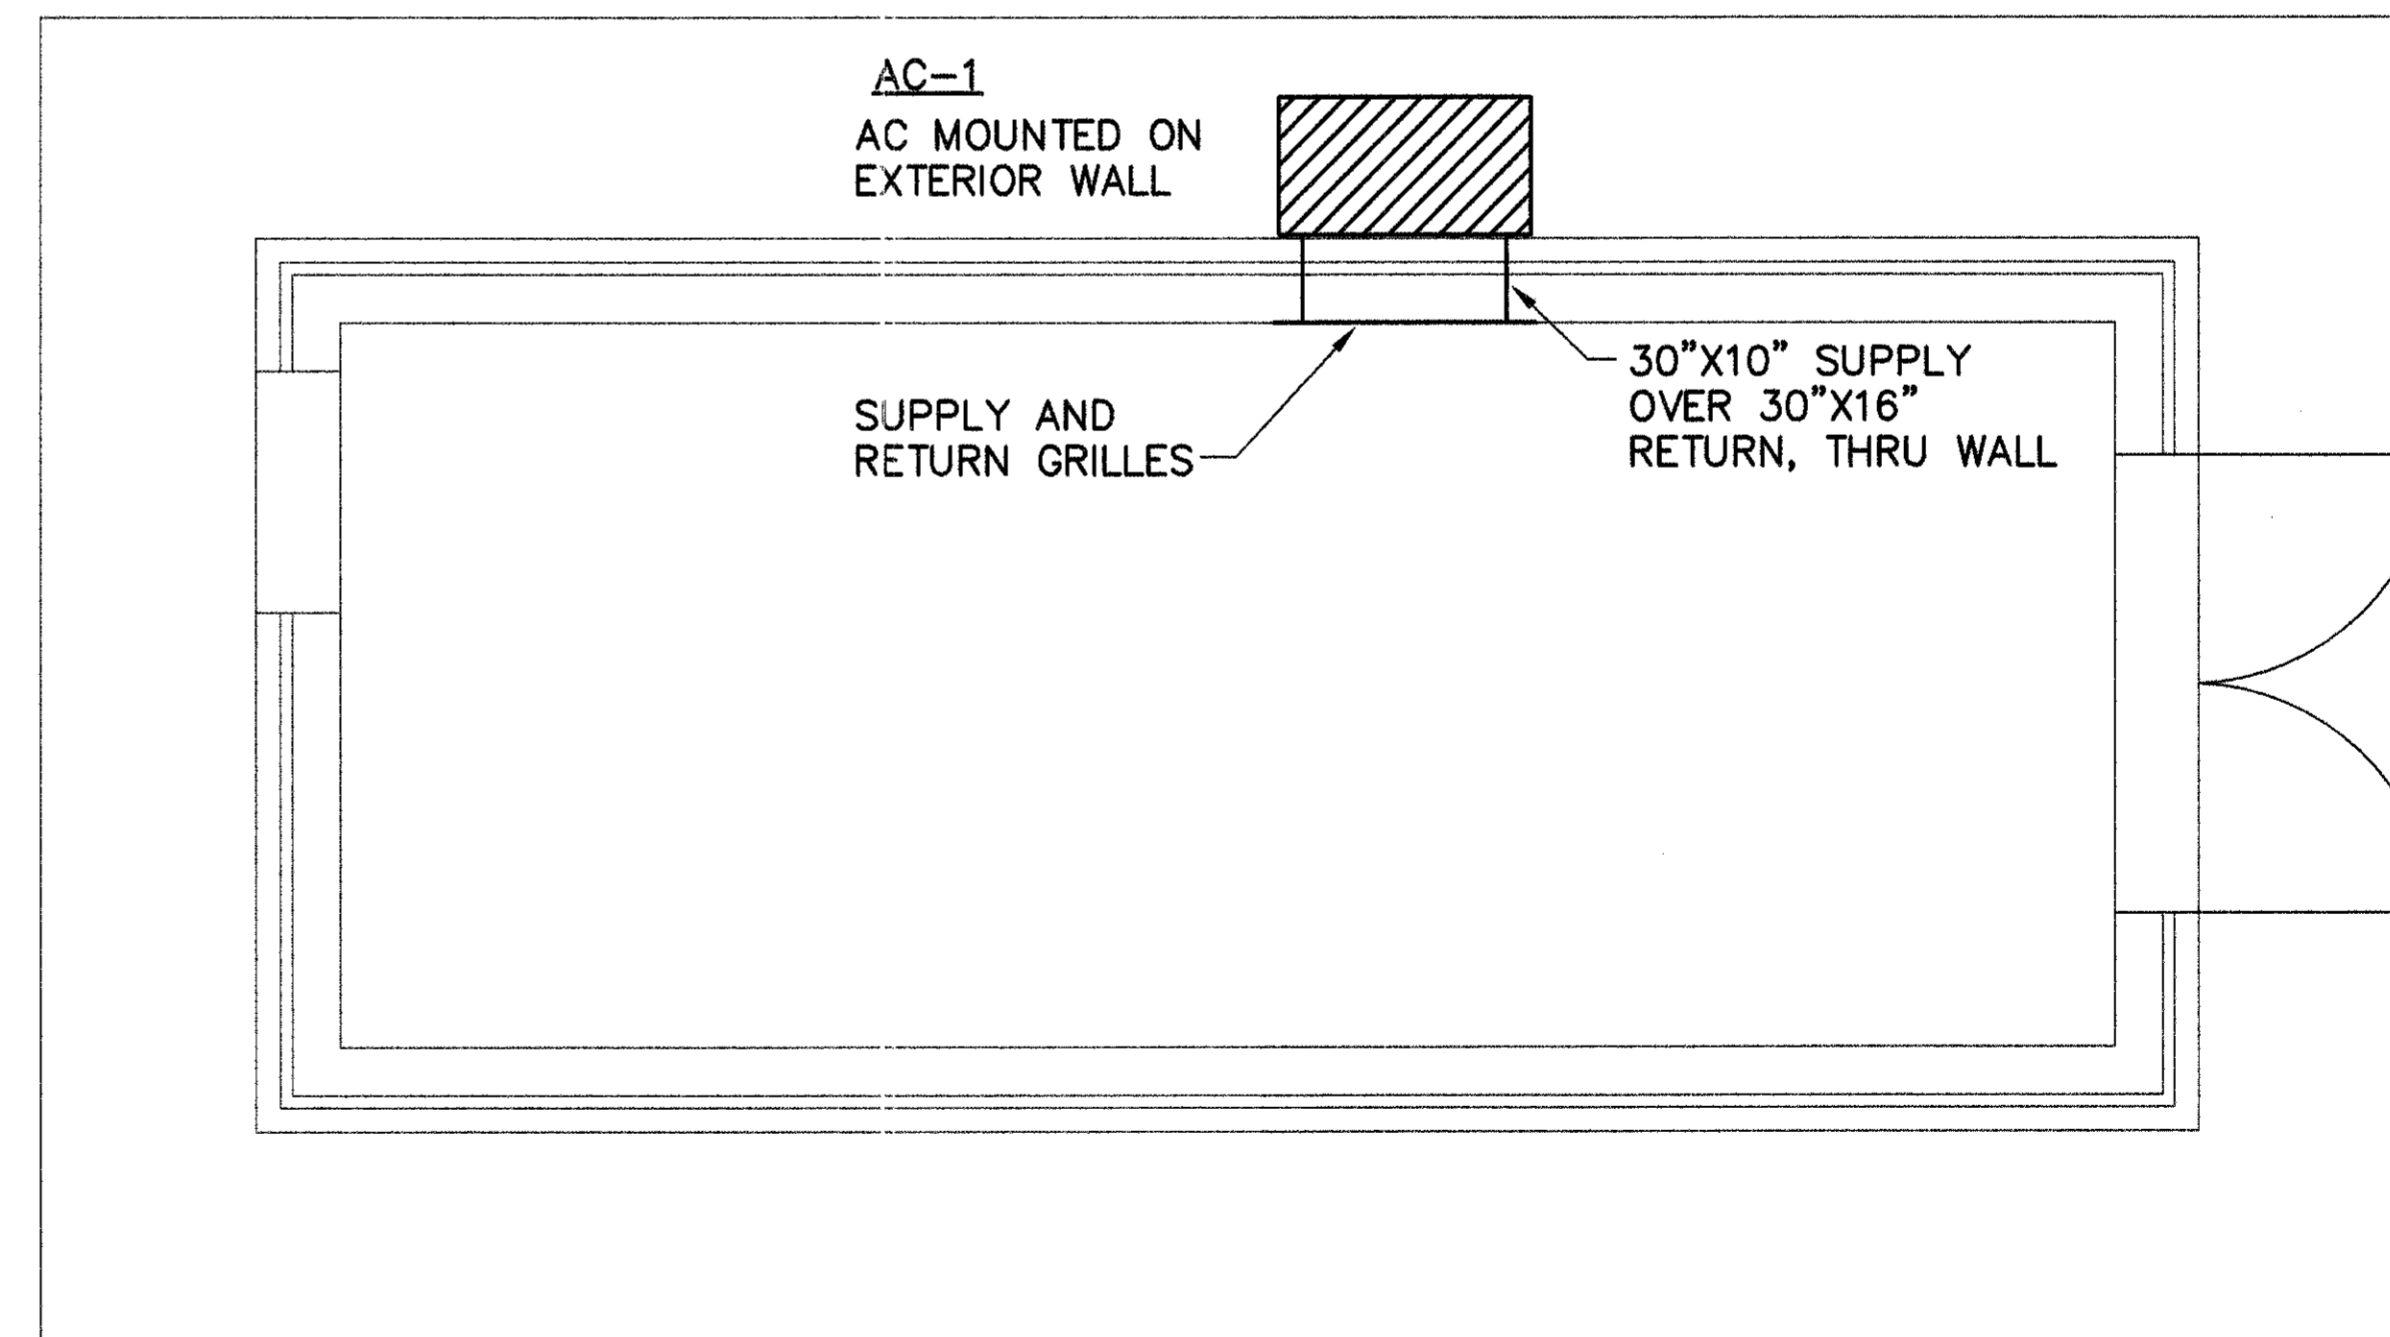 AC-1
AC MOUNTED ON
EXTERIOR WALL
SUPPLY AND
RETURN GRILLES
30"X10" SUPPLY
OVER 30"X16"
RETURN, THRU WALL